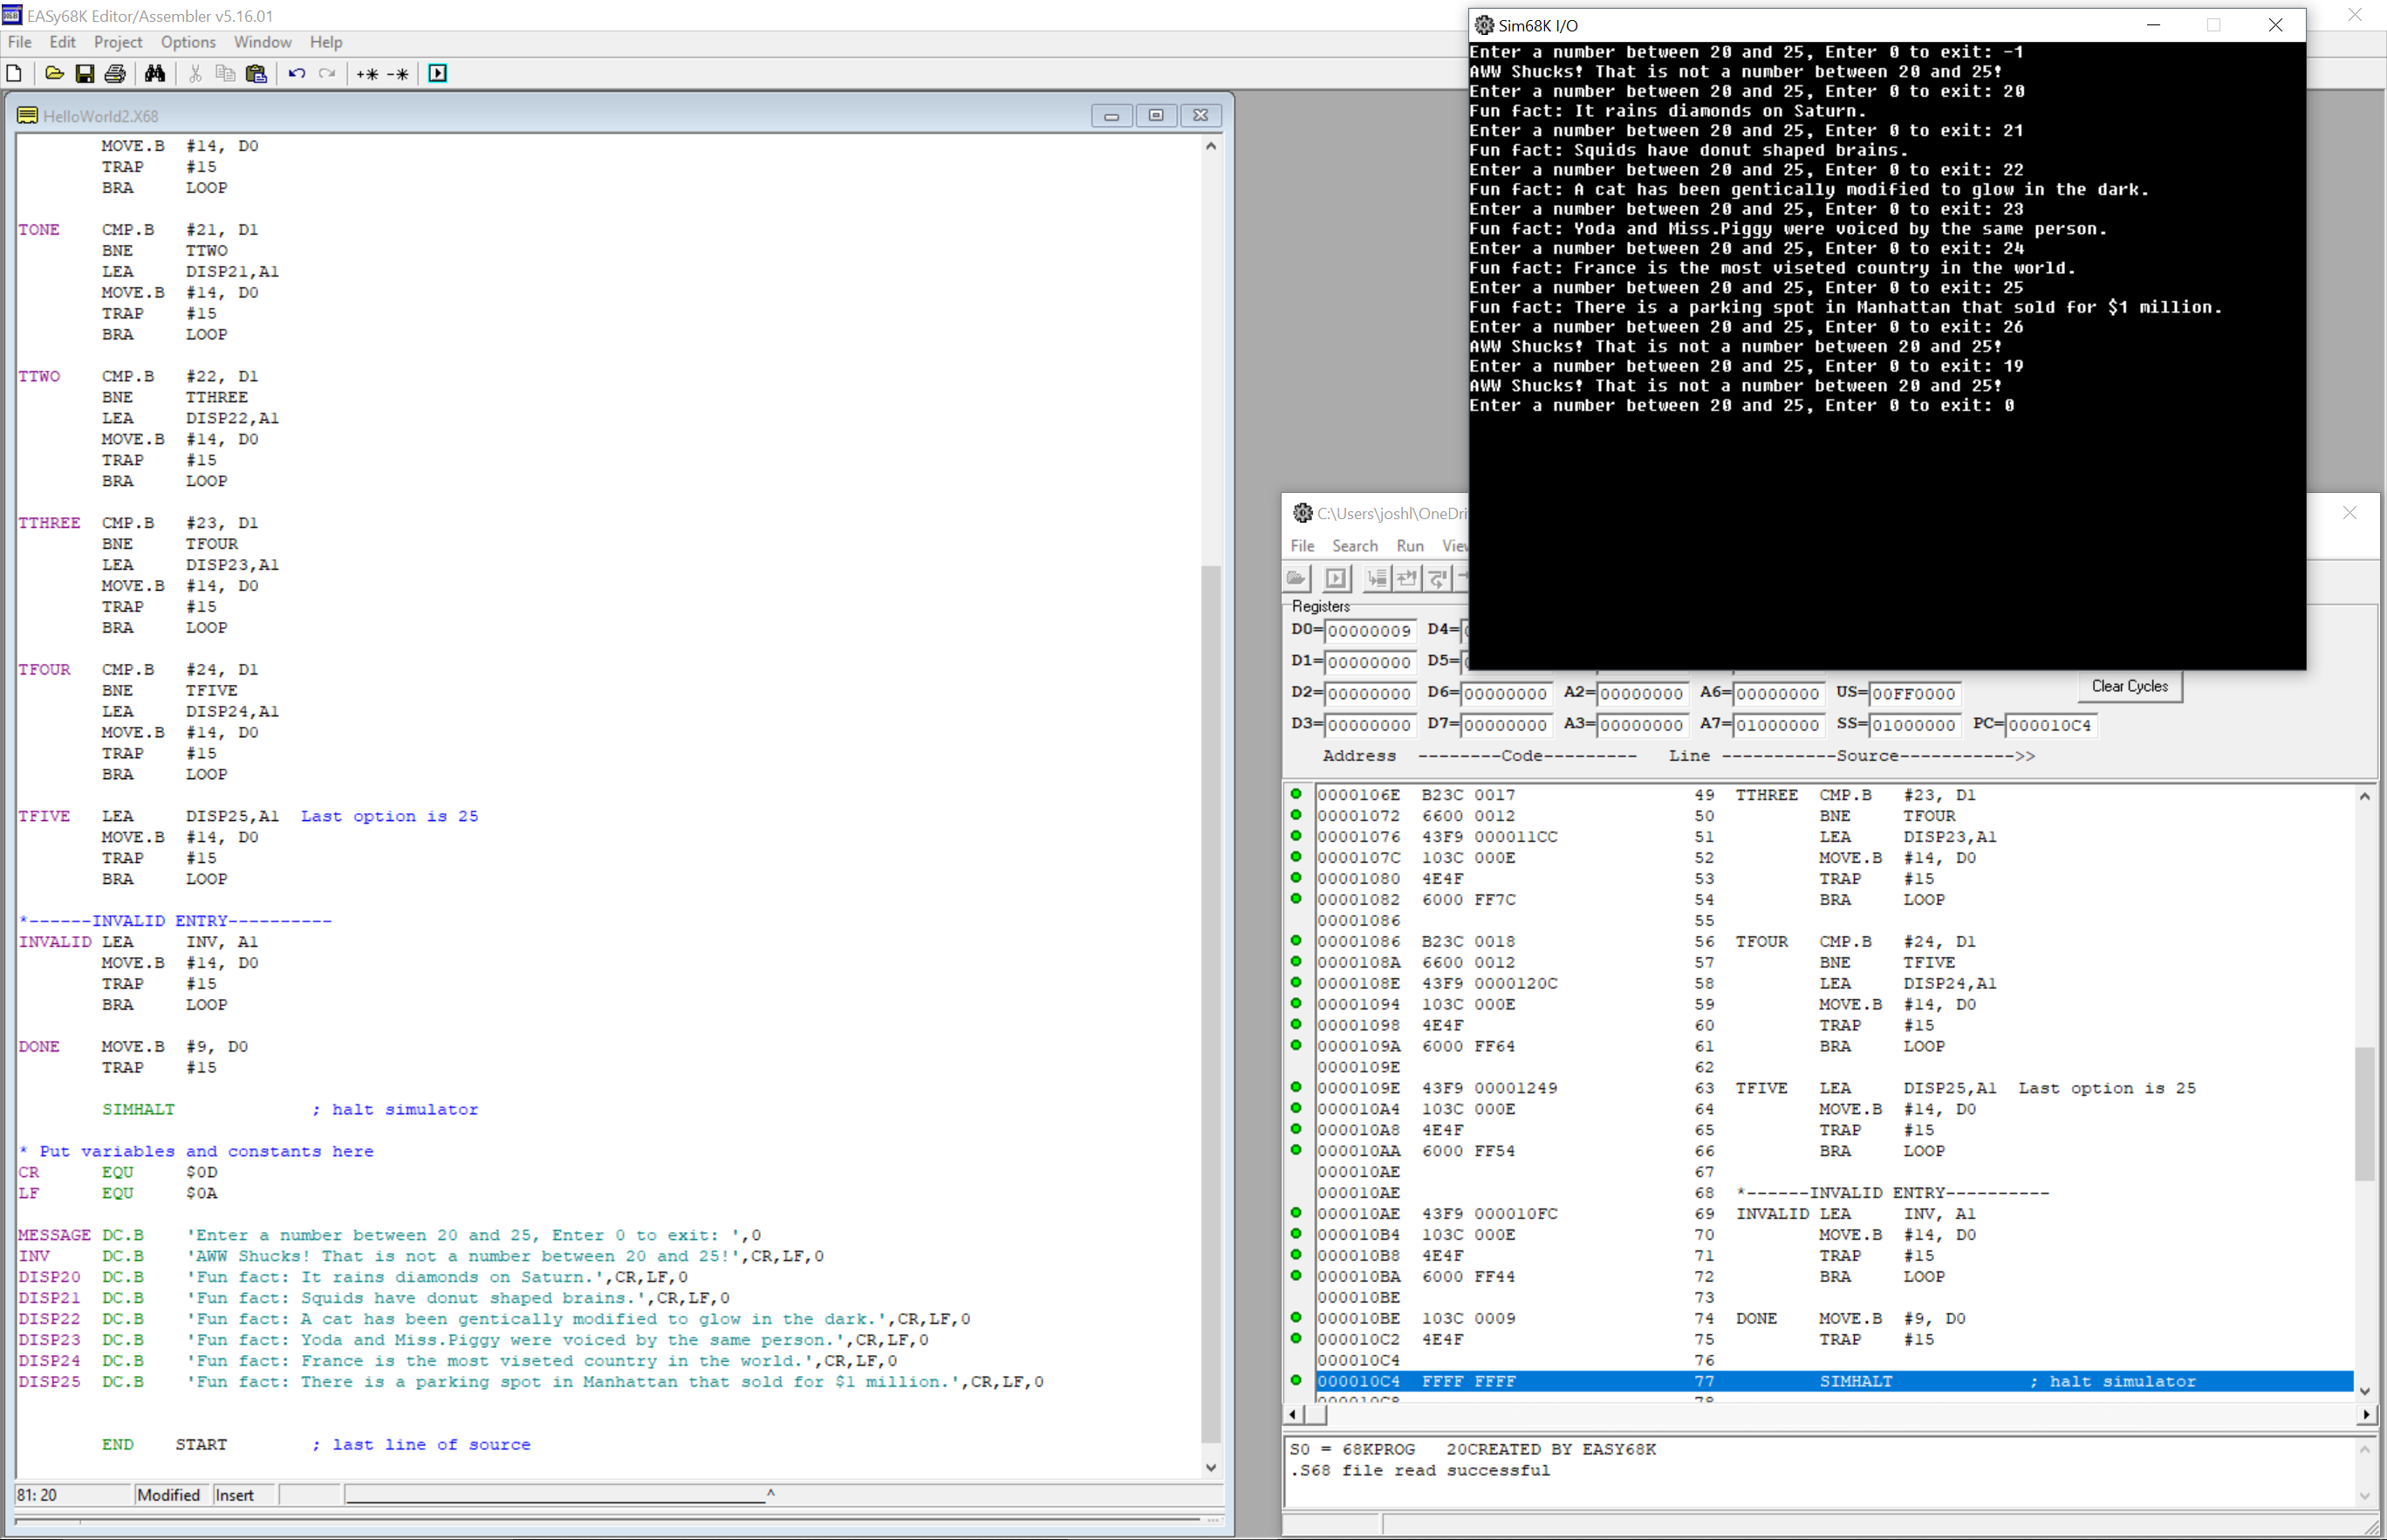 EASy68K Editor/Assembler v5.16.01
File Edit Project Options Window Help
HelloWorld2.X68
MOVE.B #14, D0
TRAP #15
BRA LOOP
TONE CMP.B #21, D1
BNE TTWO
LEA DISP21,A1
MOVE.B #14, D0
TRAP #15
BRA LOOP
TTWO CMP.B #22, D1
BNE TTHREE
LEA DISP22,A1
MOVE.B #14, D0
TRAP #15
BRA LOOP
TTHREE CMP.B #23, D1
BNE TFOUR
LEA DISP23,A1
MOVE.B #14, D0
TRAP #15
BRA LOOP
TFOUR CMP.B #24, D1
BNE TFIVE
LEA DISP24,A1
MOVE.B #14, D0
TRAP #15
BRA LOOP
TFIVE LEA DISP25,A1 Last option is 25
MOVE.B #14, D0
TRAP #15
BRA LOOP
*------INVALID ENTRY----------
INVALID LEA INV, A1
MOVE.B #14, D0
TRAP #15
BRA LOOP
DONE MOVE.B #9, D0
TRAP #15
SIMHALT ; halt simulator
* Put variables and constants here
CR EQU $0D
LF EQU $0A
MESSAGE DC.B 'Enter a number between 20 and 25, Enter 0 to exit: ',0
INV DC.B 'AWW Shucks! That is not a number between 20 and 25!',CR,LF,0
DISP20 DC.B 'Fun fact: It rains diamonds on Saturn.',CR,LF,0
DISP21 DC.B 'Fun fact: Squids have donut shaped brains.',CR,LF,0
DISP22 DC.B 'Fun fact: A cat has been gentically modified to glow in the dark.',CR,LF,0
DISP23 DC.B 'Fun fact: Yoda and Miss.Piggy were voiced by the same person.',CR,LF,0
DISP24 DC.B 'Fun fact: France is the most viseted country in the world.',CR,LF,0
DISP25 DC.B 'Fun fact: There is a parking spot in Manhattan that sold for $1 million.',CR,LF,0
END START ; last line of source
81: 20 Modified Insert
Sim68K I/O
Enter a number between 20 and 25, Enter 0 to exit: -1
AWW Shucks! That is not a number between 20 and 25!
Enter a number between 20 and 25, Enter 0 to exit: 20
Fun fact: It rains diamonds on Saturn.
Enter a number between 20 and 25, Enter 0 to exit: 21
Fun fact: Squids have donut shaped brains.
Enter a number between 20 and 25, Enter 0 to exit: 22
Fun fact: A cat has been gentically modified to glow in the dark.
Enter a number between 20 and 25, Enter 0 to exit: 23
Fun fact: Yoda and Miss.Piggy were voiced by the same person.
Enter a number between 20 and 25, Enter 0 to exit: 24
Fun fact: France is the most viseted country in the world.
Enter a number between 20 and 25, Enter 0 to exit: 25
Fun fact: There is a parking spot in Manhattan that sold for $1 million.
Enter a number between 20 and 25, Enter 0 to exit: 26
AWW Shucks! That is not a number between 20 and 25!
Enter a number between 20 and 25, Enter 0 to exit: 19
AWW Shucks! That is not a number between 20 and 25!
Enter a number between 20 and 25, Enter 0 to exit: 0
C:\Users\joshl\OneDri
File Search Run View
Registers
D0= 00000009 D4=
D1= 00000000 D5=
D2= 00000000 D6= 00000000 A2= 00000000 A6= 00000000 US= 00FF0000 Clear Cycles
D3= 00000000 D7= 00000000 A3= 00000000 A7= 01000000 SS= 01000000 PC= 000010C4
Address --------Code--------- Line -----------Source----------->>
0000106E B23C 0017 49 TTHREE CMP.B #23, D1
00001072 6600 0012 50 BNE TFOUR
00001076 43F9 000011CC 51 LEA DISP23,A1
0000107C 103C 000E 52 MOVE.B #14, D0
00001080 4E4F 53 TRAP #15
00001082 6000 FF7C 54 BRA LOOP
00001086 55
00001086 B23C 0018 56 TFOUR CMP.B #24, D1
0000108A 6600 0012 57 BNE TFIVE
0000108E 43F9 0000120C 58 LEA DISP24,A1
00001094 103C 000E 59 MOVE.B #14, D0
00001098 4E4F 60 TRAP #15
0000109A 6000 FF64 61 BRA LOOP
0000109E 62
0000109E 43F9 00001249 63 TFIVE LEA DISP25,A1 Last option is 25
000010A4 103C 000E 64 MOVE.B #14, D0
000010A8 4E4F 65 TRAP #15
000010AA 6000 FF54 66 BRA LOOP
000010AE 67
000010AE 68 *------INVALID ENTRY----------
000010AE 43F9 000010FC 69 INVALID LEA INV, A1
000010B4 103C 000E 70 MOVE.B #14, D0
000010B8 4E4F 71 TRAP #15
000010BA 6000 FF44 72 BRA LOOP
000010BE 73
000010BE 103C 0009 74 DONE MOVE.B #9, D0
000010C2 4E4F 75 TRAP #15
000010C4 76
000010C4 FFFF FFFF 77 SIMHALT ; halt simulator
000010C8 78
S0 = 68KPROG 20CREATED BY EASY68K
.S68 file read successful